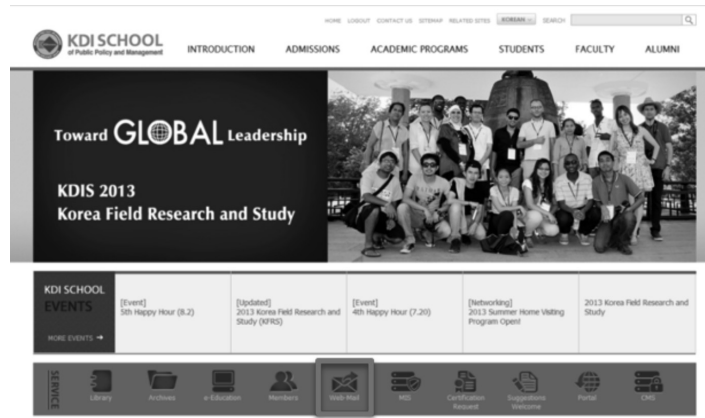 HOME LOGOUT CONTACT US SITEMAP RELATED SITES KOREAN SEARCH
KDI SCHOOL
of Public Policy and Management
INTRODUCTION ADMISSIONS ACADEMIC PROGRAMS STUDENTS FACULTY ALUMNI
Toward GLOBAL Leadership
KDIS 2013
Korea Field Research and Study
KDI SCHOOL
EVENTS
MORE EVENTS →
[Event]
5th Happy Hour (8.2)
[Updated]
2013 Korea Field Research and
Study (KFRS)
[Event]
4th Happy Hour (7.20)
[Networking]
2013 Summer Home Visiting
Program Open!
2013 Korea Field Research and
Study
SERVICE
Library Archives e-Education Members Web-Mail MIS Certification Request Suggestions Welcome Portal CMS